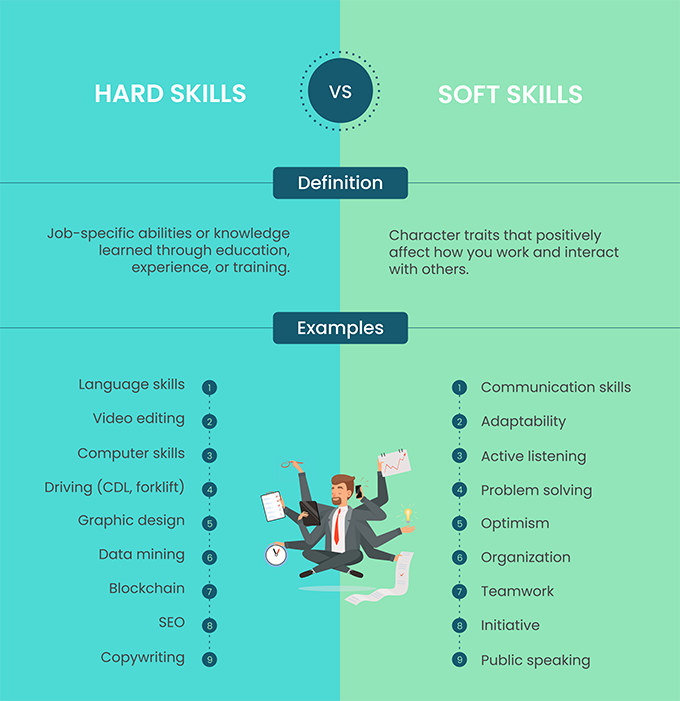 HARD SKILLS
VS
SOFT SKILLS
Definition
Job-specific abilities or knowledge
learned through education,
experience, or training.
Character traits that positively
affect how you work and interact
with others.
Examples
Language skills 1
Video editing 2
Computer skills 3
Driving (CDL, forklift) 4
Graphic design 5
Data mining 6
Blockchain 7
SEO 8
Copywriting 9
1 Communication skills
2 Adaptability
3 Active listening
4 Problem solving
5 Optimism
6 Organization
7 Teamwork
8 Initiative
9 Public speaking